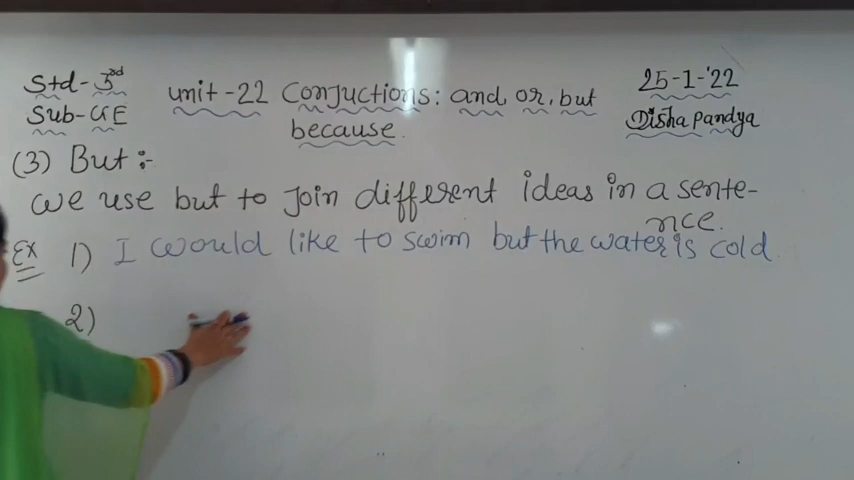 Std-3rd
Sub-GE
unit-22 Conjuctions: and, or, but
because.
25-1-'22
Disha Pandya
(3) But :-
we use but to join different ideas in a sente-
nce.
Ex 1) I would like to swim but the water is cold
2)